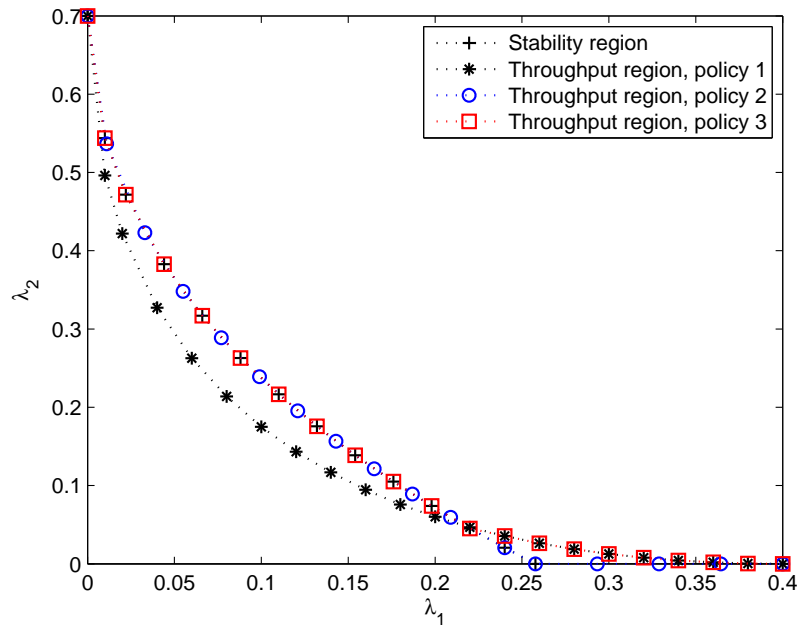 0.7
0.6
0.5
0.4
0.3
0.2
0.1
0
λ2
Stability region
Throughput region, policy 1
Throughput region, policy 2
Throughput region, policy 3
0 0.05 0.1 0.15 0.2 0.25 0.3 0.35 0.4
λ1